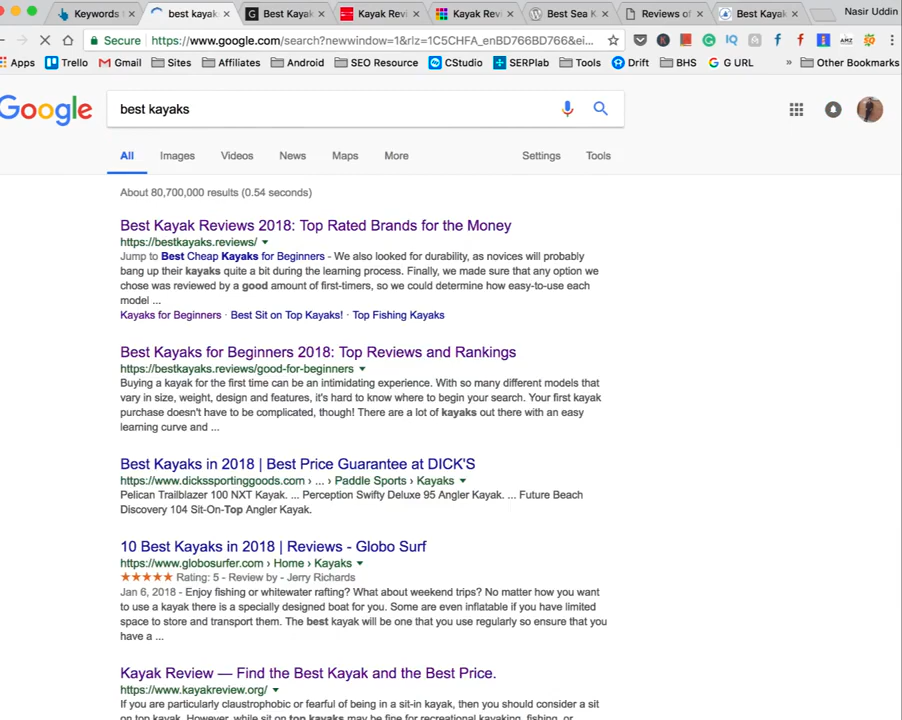 Keywords t
best kayak
Best Kayak
Kayak Revi
Kayak Rev
Best Sea K
Reviews of
Best Kayak
Nasir Uddin
Secure
https://www.google.com/search?newwindow=1&rlz=1C5CHFA_enBD766BD766&ei...
Apps Trello Gmail Sites Affiliates Android SEO Resource CStudio SERPlab Tools Drift BHS G URL » Other Bookmarks
Google
best kayaks
All Images Videos News Maps More Settings Tools
About 80,700,000 results (0.54 seconds)
Best Kayak Reviews 2018: Top Rated Brands for the Money
https://bestkayaks.reviews/
Jump to Best Cheap Kayaks for Beginners - We also looked for durability, as novices will probably
bang up their kayaks quite a bit during the learning process. Finally, we made sure that any option we
chose was reviewed by a good amount of first-timers, so we could determine how easy-to-use each
model ...
Kayaks for Beginners · Best Sit on Top Kayaks! · Top Fishing Kayaks
Best Kayaks for Beginners 2018: Top Reviews and Rankings
https://bestkayaks.reviews/good-for-beginners
Buying a kayak for the first time can be an intimidating experience. With so many different models that
vary in size, weight, design and features, it's hard to know where to begin your search. Your first kayak
purchase doesn't have to be complicated, though! There are a lot of kayaks out there with an easy
learning curve and ...
Best Kayaks in 2018 | Best Price Guarantee at DICK'S
https://www.dickssportinggoods.com › ... › Paddle Sports › Kayaks
Pelican Trailblazer 100 NXT Kayak. ... Perception Swifty Deluxe 95 Angler Kayak. ... Future Beach
Discovery 104 Sit-On-Top Angler Kayak.
10 Best Kayaks in 2018 | Reviews - Globo Surf
https://www.globosurfer.com › Home › Kayaks
★★★★★ Rating: 5 - Review by - Jerry Richards
Jan 6, 2018 - Enjoy fishing or whitewater rafting? What about weekend trips? No matter how you want
to use a kayak there is a specially designed boat for you. Some are even inflatable if you have limited
space to store and transport them. The best kayak will be one that you use regularly so ensure that you
have a ...
Kayak Review — Find the Best Kayak and the Best Price.
https://www.kayakreview.org/
If you are particularly claustrophobic or fearful of being in a sit-in kayak, then you should consider a sit
on top kayak. However, while sit on top kayaks may be fine for recreational kayaking, fishing, or